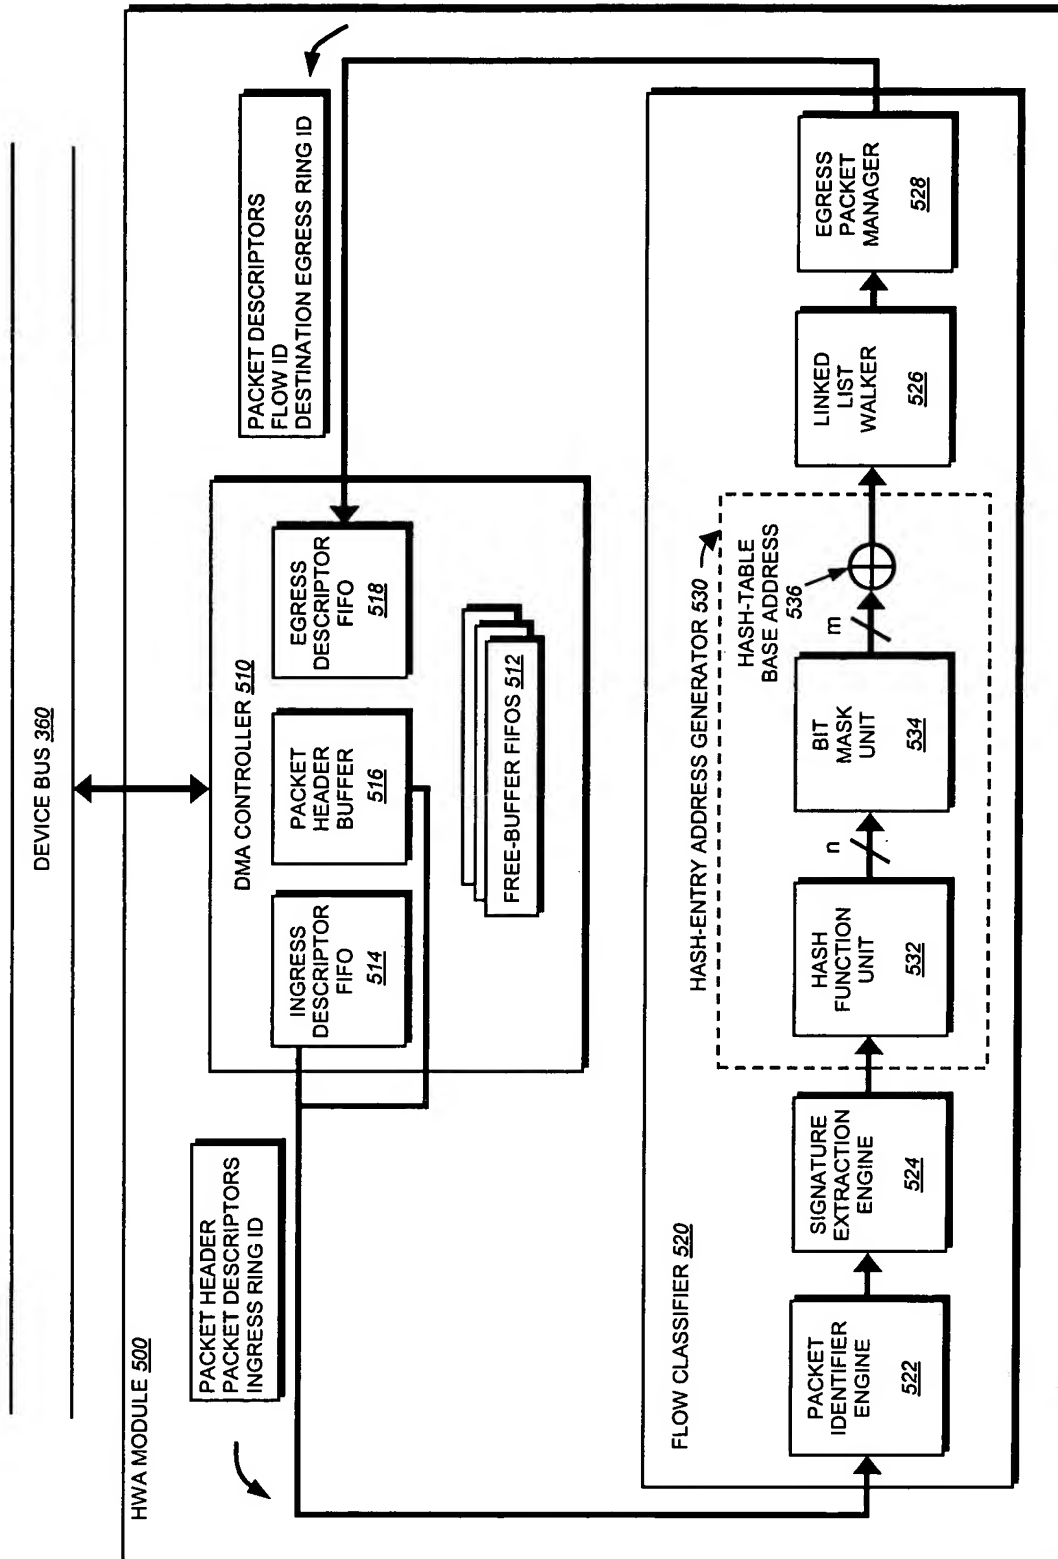 DEVICE BUS 360
HWA MODULE 500
PACKET HEADER
PACKET DESCRIPTORS
INGRESS RING ID
DMA CONTROLLER 510
INGRESS
DESCRIPTOR
FIFO
514
PACKET
HEADER
BUFFER
516
EGRESS
DESCRIPTOR
FIFO
518
FREE-BUFFER FIFOS 512
PACKET DESCRIPTORS
FLOW ID
DESTINATION EGRESS RING ID
FLOW CLASSIFIER 520
PACKET
IDENTIFIER
ENGINE
522
SIGNATURE
EXTRACTION
ENGINE
524
HASH-ENTRY ADDRESS GENERATOR 530
HASH
FUNCTION
UNIT
532
n
BIT
MASK
UNIT
534
m
HASH-TABLE
BASE ADDRESS
536
LINKED
LIST
WALKER
526
EGRESS
PACKET
MANAGER
528